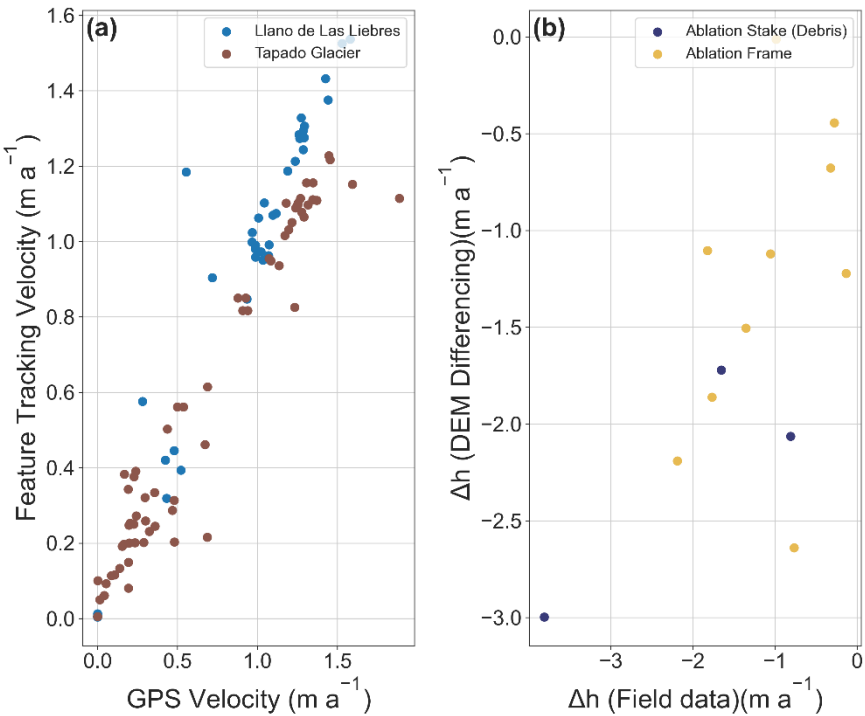 (a)
Llano de Las Liebres
Tapado Glacier
1.6
1.4
1.2
1.0
0.8
0.6
0.4
0.2
0.0
Feature Tracking Velocity (m a⁻¹)
0.0 0.5 1.0 1.5
GPS Velocity (m a⁻¹)
(b)
Ablation Stake (Debris)
Ablation Frame
0.0
−0.5
−1.0
−1.5
−2.0
−2.5
−3.0
Δh (DEM Differencing)(m a⁻¹)
−3 −2 −1 0
Δh (Field data)(m a⁻¹)